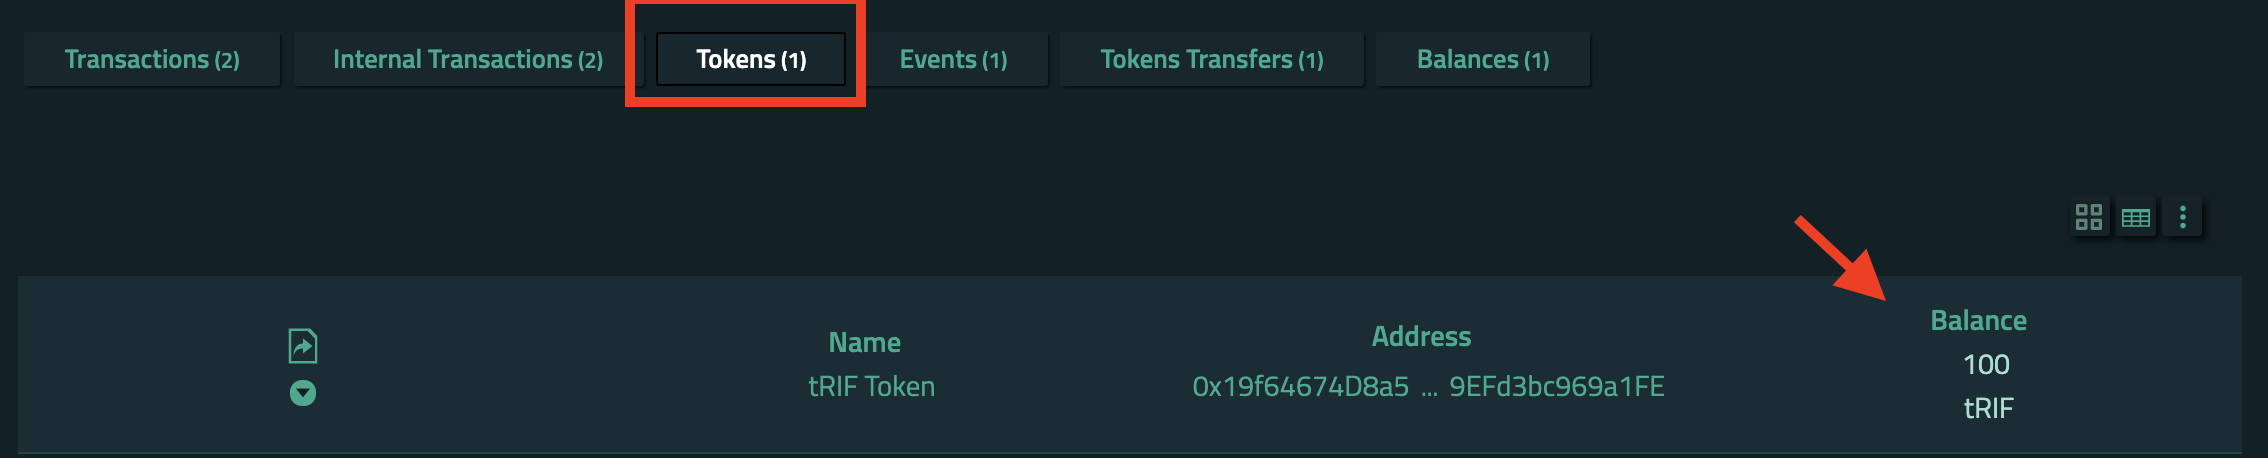 Transactions (2) Internal Transactions (2) Tokens (1) Events (1) Tokens Transfers (1) Balances (1)
Name
tRIF Token
Address
0x19f64674D8a5 ... 9EFd3bc969a1FE
Balance
100
tRIF